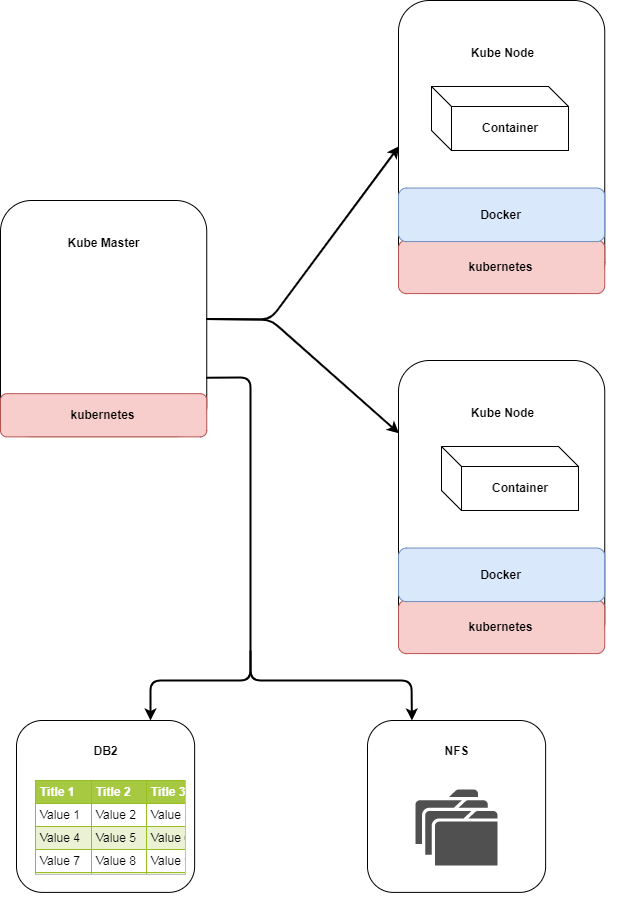 Kube Node
Container
Docker
kubernetes
Kube Master
kubernetes
Kube Node
Container
Docker
kubernetes
DB2
Title 1 Title 2 Title 3
Value 1 Value 2 Value
Value 4 Value 5 Value
Value 7 Value 8 Value
NFS